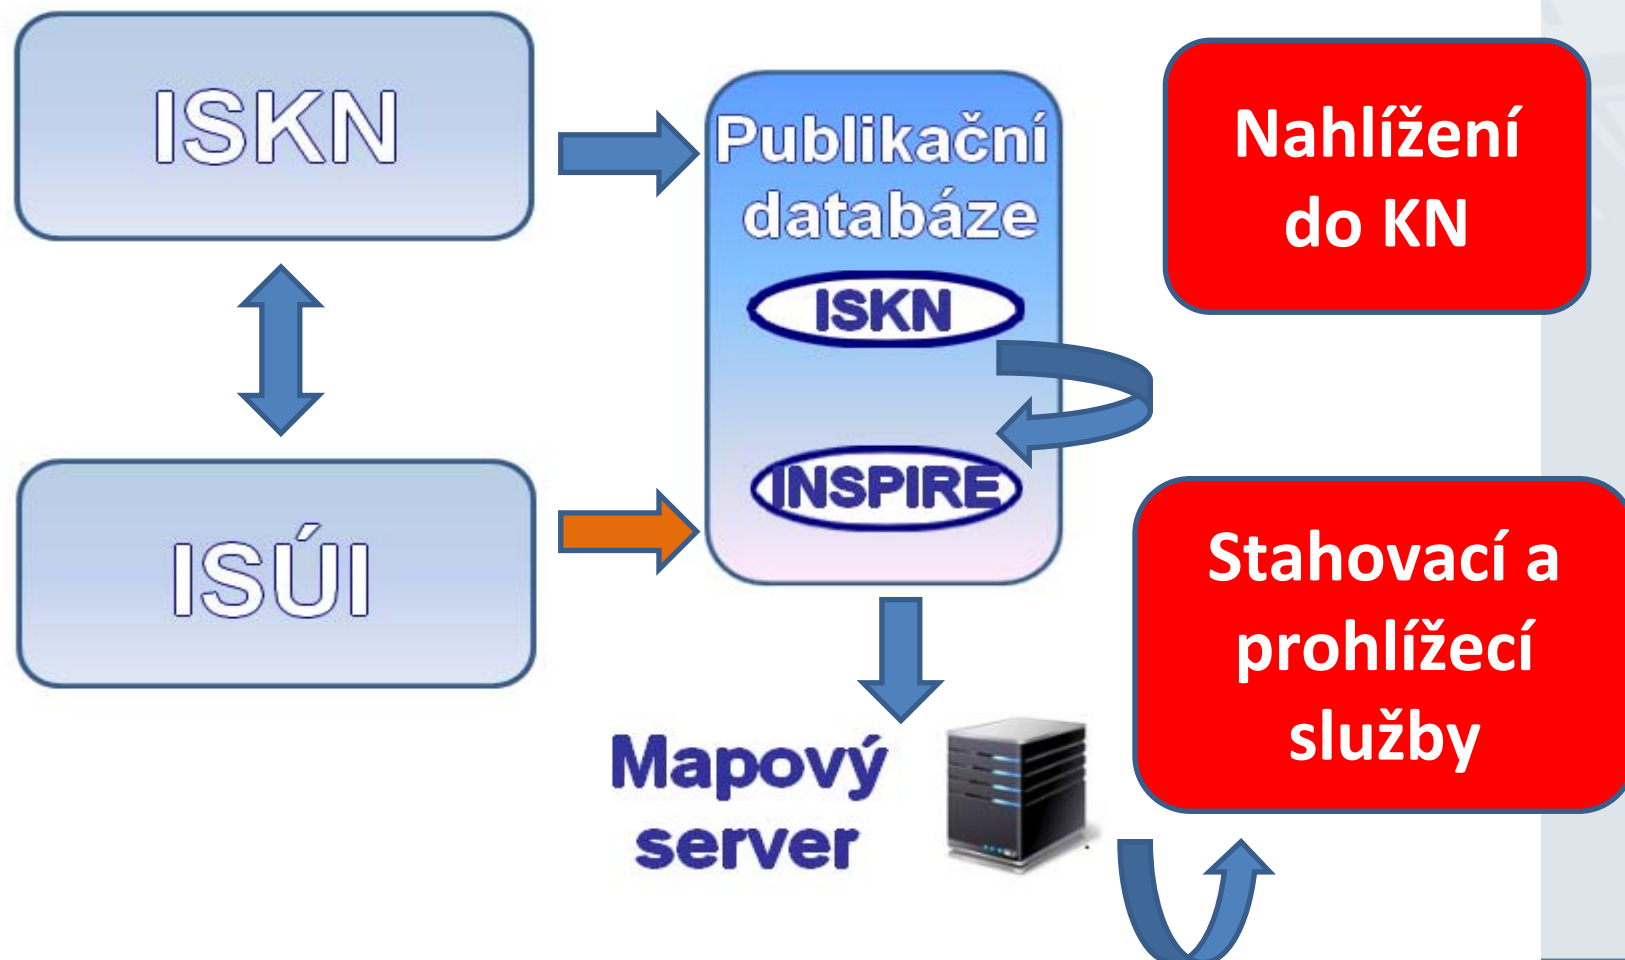 ISKN
Publikační
databáze
ISKN
INSPIRE
Nahlížení
do KN
ISÚI
Stahovací a
prohlížecí
služby
Mapový
server